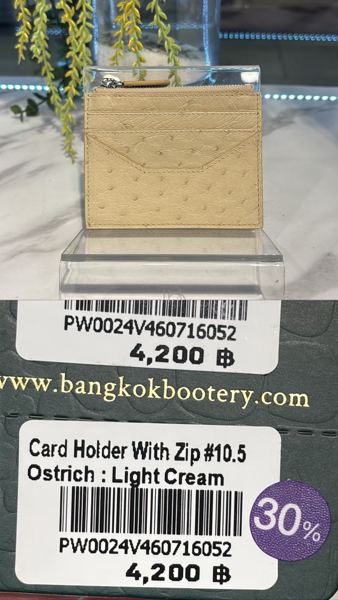 PW0024V460716052
4,200 ฿
www.bangkokbootery.com
Card Holder With Zip #10.5
Ostrich : Light Cream
30%
PW0024V460716052
4,200 ฿